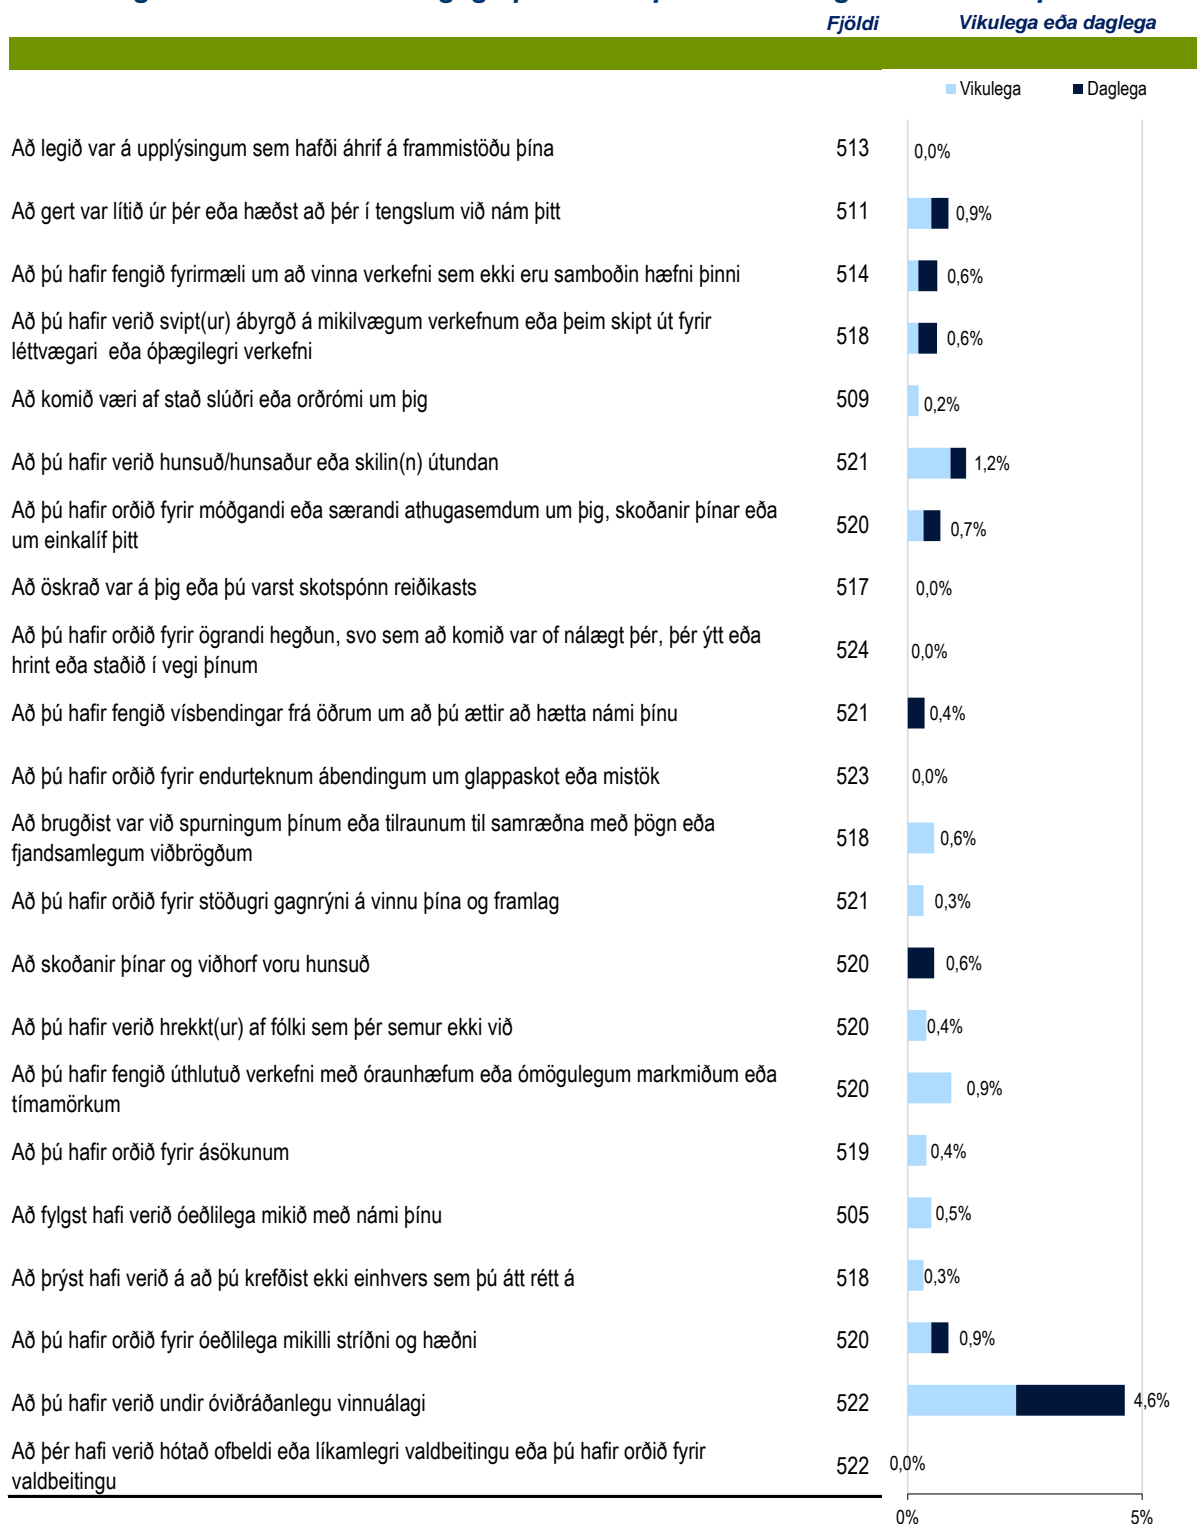 Fjöldi Vikulega eða daglega
Vikulega Daglega
Að legið var á upplýsingum sem hafði áhrif á frammistöðu þína 513 0,0%
Að gert var lítið úr þér eða hæðst að þér í tengslum við nám þitt 511 0,9%
Að þú hafir fengið fyrirmæli um að vinna verkefni sem ekki eru samboðin hæfni þinni 514 0,6%
Að þú hafir verið svipt(ur) ábyrgð á mikilvægum verkefnum eða þeim skipt út fyrir
léttvægari eða óþægilegri verkefni 518 0,6%
Að komið væri af stað slúðri eða orðrómi um þig 509 0,2%
Að þú hafir verið hunsuð/hunsaður eða skilin(n) útundan 521 1,2%
Að þú hafir orðið fyrir móðgandi eða særandi athugasemdum um þig, skoðanir þínar eða
um einkalíf þitt 520 0,7%
Að öskrað var á þig eða þú varst skotspónn reiðikasts 517 0,0%
Að þú hafir orðið fyrir ögrandi hegðun, svo sem að komið var of nálægt þér, þér ýtt eða
hrint eða staðið í vegi þínum 524 0,0%
Að þú hafir fengið vísbendingar frá öðrum um að þú ættir að hætta námi þínu 521 0,4%
Að þú hafir orðið fyrir endurteknum ábendingum um glappaskot eða mistök 523 0,0%
Að brugðist var við spurningum þínum eða tilraunum til samræðna með þögn eða
fjandsamlegum viðbrögðum 518 0,6%
Að þú hafir orðið fyrir stöðugri gagnrýni á vinnu þína og framlag 521 0,3%
Að skoðanir þínar og viðhorf voru hunsuð 520 0,6%
Að þú hafir verið hrekkt(ur) af fólki sem þér semur ekki við 520 0,4%
Að þú hafir fengið úthlutuð verkefni með óraunhæfum eða ómögulegum markmiðum eða
tímamörkum 520 0,9%
Að þú hafir orðið fyrir ásökunum 519 0,4%
Að fylgst hafi verið óeðlilega mikið með námi þínu 505 0,5%
Að þrýst hafi verið á að þú krefðist ekki einhvers sem þú átt rétt á 518 0,3%
Að þú hafir orðið fyrir óeðlilega mikilli stríðni og hæðni 520 0,9%
Að þú hafir verið undir óviðráðanlegu vinnuálagi 522 4,6%
Að þér hafi verið hótað ofbeldi eða líkamlegri valdbeitingu eða þú hafir orðið fyrir
valdbeitingu 522 0,0%
0% 5%